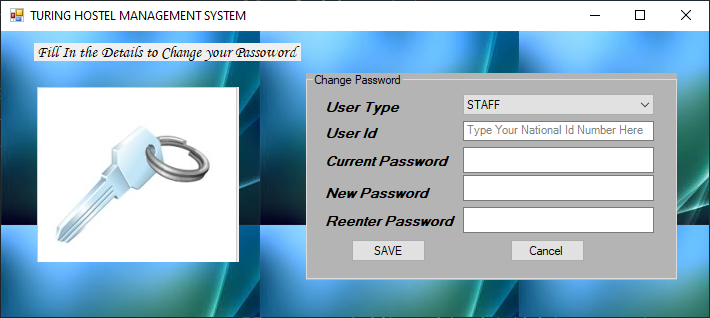 TURING HOSTEL MANAGEMENT SYSTEM
Fill In the Details to Change your Passoword
Change Password
User Type
STAFF
User Id
Type Your National Id Number Here
Current Password
New Password
Reenter Password
SAVE
Cancel